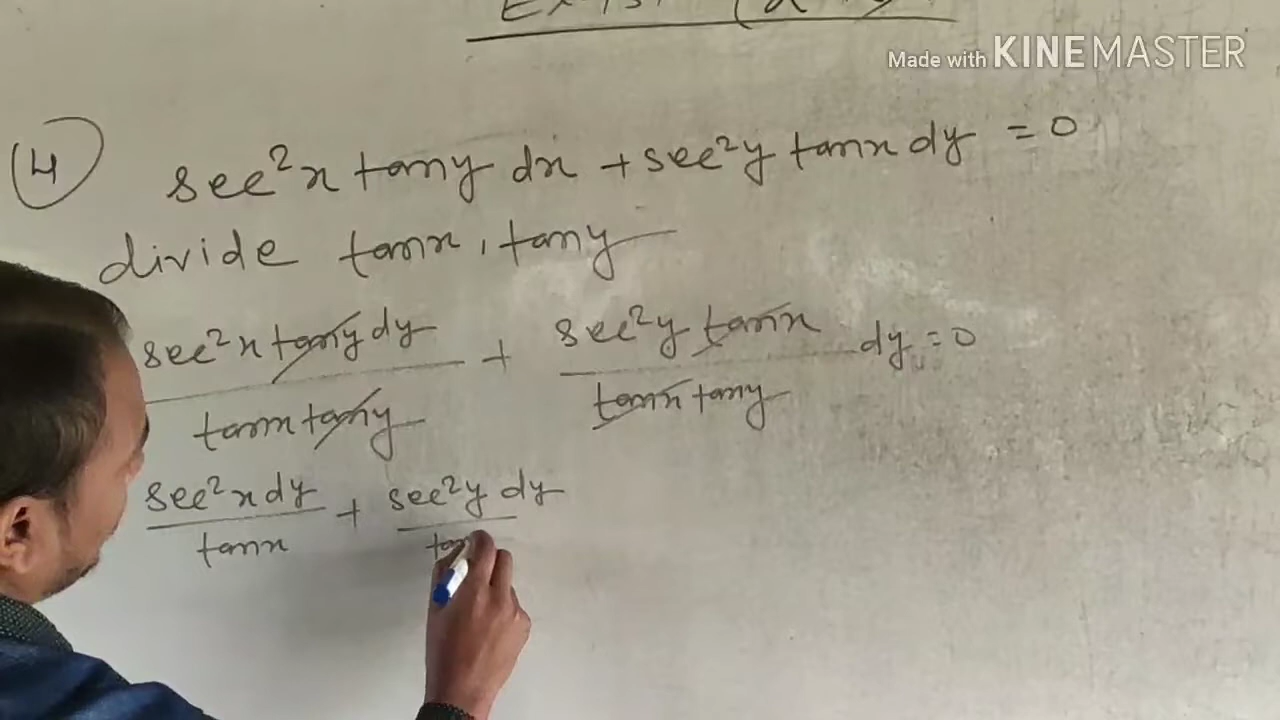 Made with KINEMASTER
(4) sec²x tany dx + sec²y tanx dy = 0
divide tanx, tany
sec²x tany dy / tanx tany + sec²y tanx / tanx tany dy = 0
sec²x dy / tanx + sec²y dy / tan